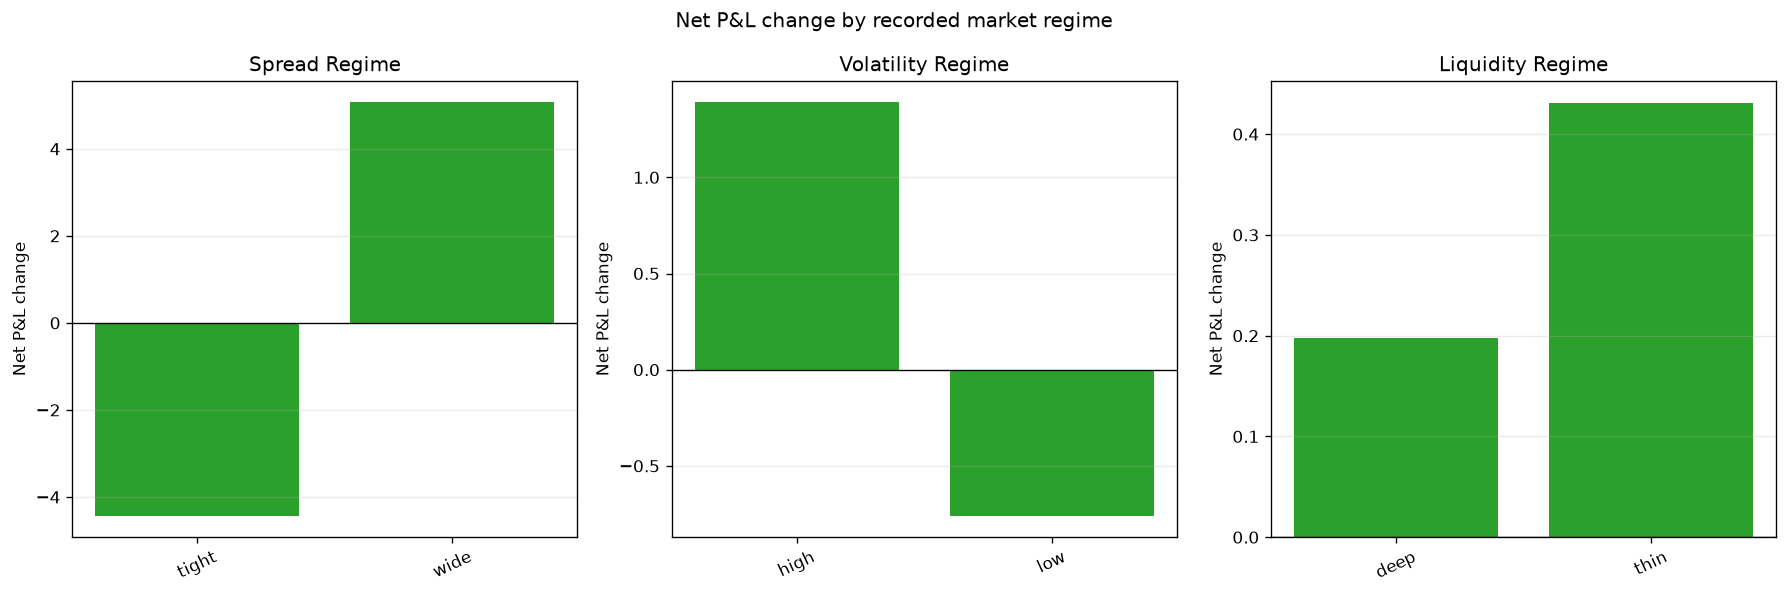 Net P&L change by recorded market regime
Spread Regime
Net P&L change
4
2
0
−2
−4
tight
wide
Volatility Regime
Net P&L change
1.0
0.5
0.0
−0.5
high
low
Liquidity Regime
Net P&L change
0.4
0.3
0.2
0.1
0.0
deep
thin